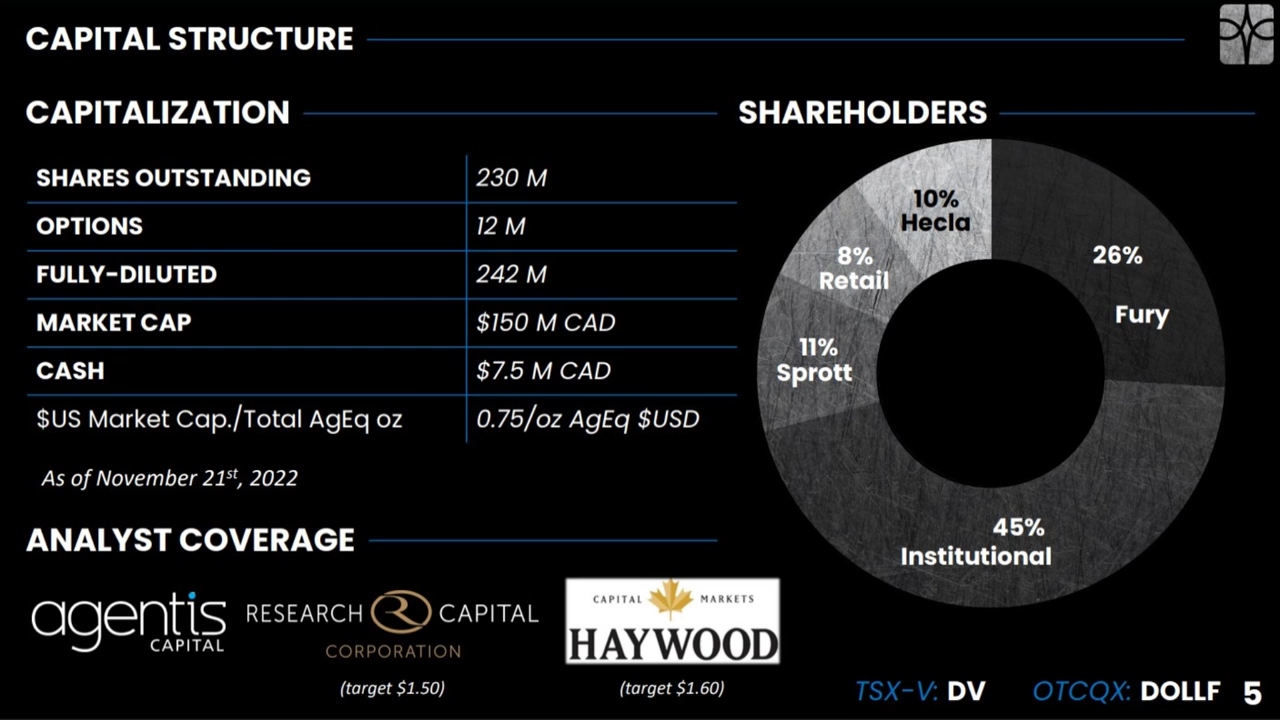 CAPITAL STRUCTURE
CAPITALIZATION
SHARES OUTSTANDING 230 M
OPTIONS 12 M
FULLY-DILUTED 242 M
MARKET CAP $150 M CAD
CASH $7.5 M CAD
$US Market Cap./Total AgEq oz 0.75/oz AgEq $USD
As of November 21st, 2022
SHAREHOLDERS
10%
Hecla
26%
Fury
8%
Retail
11%
Sprott
45%
Institutional
ANALYST COVERAGE
agentis
CAPITAL
RESEARCH R CAPITAL
CORPORATION
(target $1.50)
CAPITAL MARKETS
HAYWOOD
(target $1.60)
TSX-V: DV OTCQX: DOLLF 5